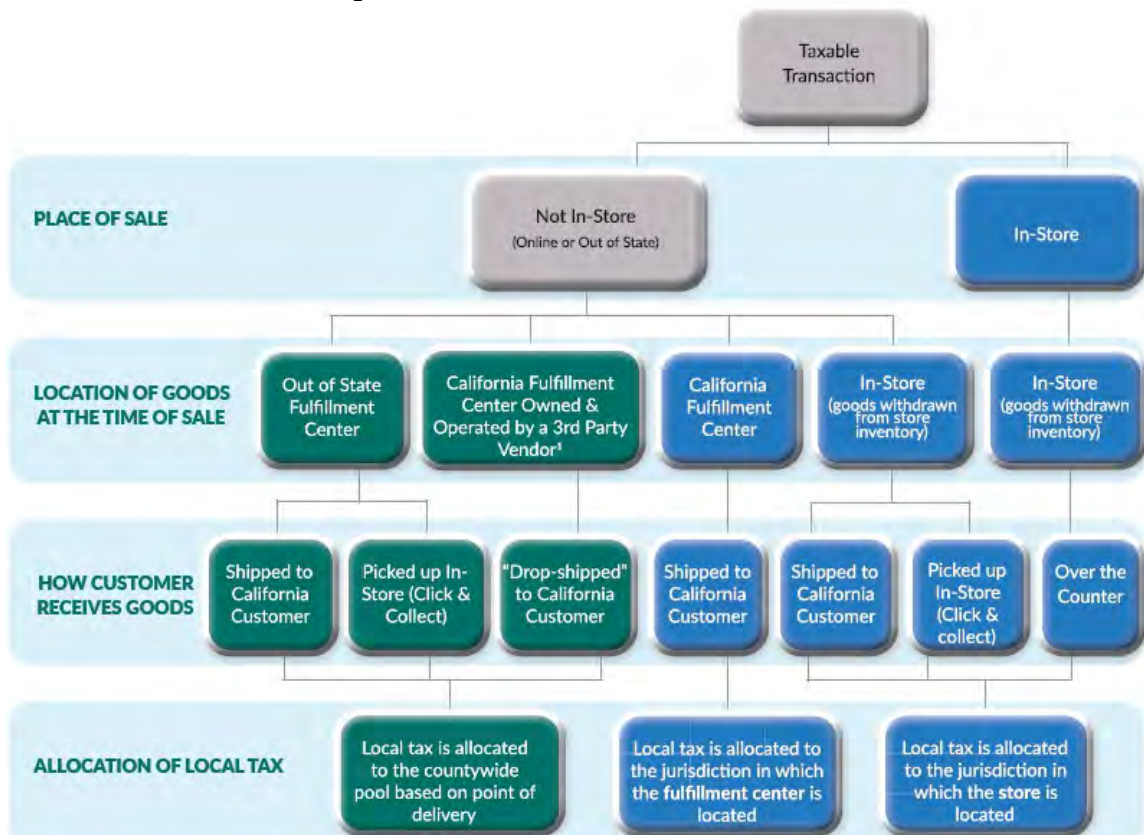 Taxable
Transaction
PLACE OF SALE
Not In-Store
(Online or Out of State)
In-Store
LOCATION OF GOODS
AT THE TIME OF SALE
Out of State
Fulfillment
Center
California Fulfillment
Center Owned &
Operated by a 3rd Party
Vendor¹
California
Fulfillment
Center
In-Store
(goods withdrawn
from store
inventory)
In-Store
(goods withdrawn
from store
inventory)
HOW CUSTOMER
RECEIVES GOODS
Shipped to
California
Customer
Picked up In-
Store (Click &
Collect)
"Drop-shipped"
to California
Customer
Shipped to
California
Customer
Shipped to
California
Customer
Picked up
In-Store
(Click &
collect)
Over the
Counter
ALLOCATION OF LOCAL TAX
Local tax is allocated
to the countywide
pool based on point of
delivery
Local tax is allocated to
the jurisdiction in which
the fulfillment center is
located
Local tax is allocated
to the jurisdiction in
which the store is
located